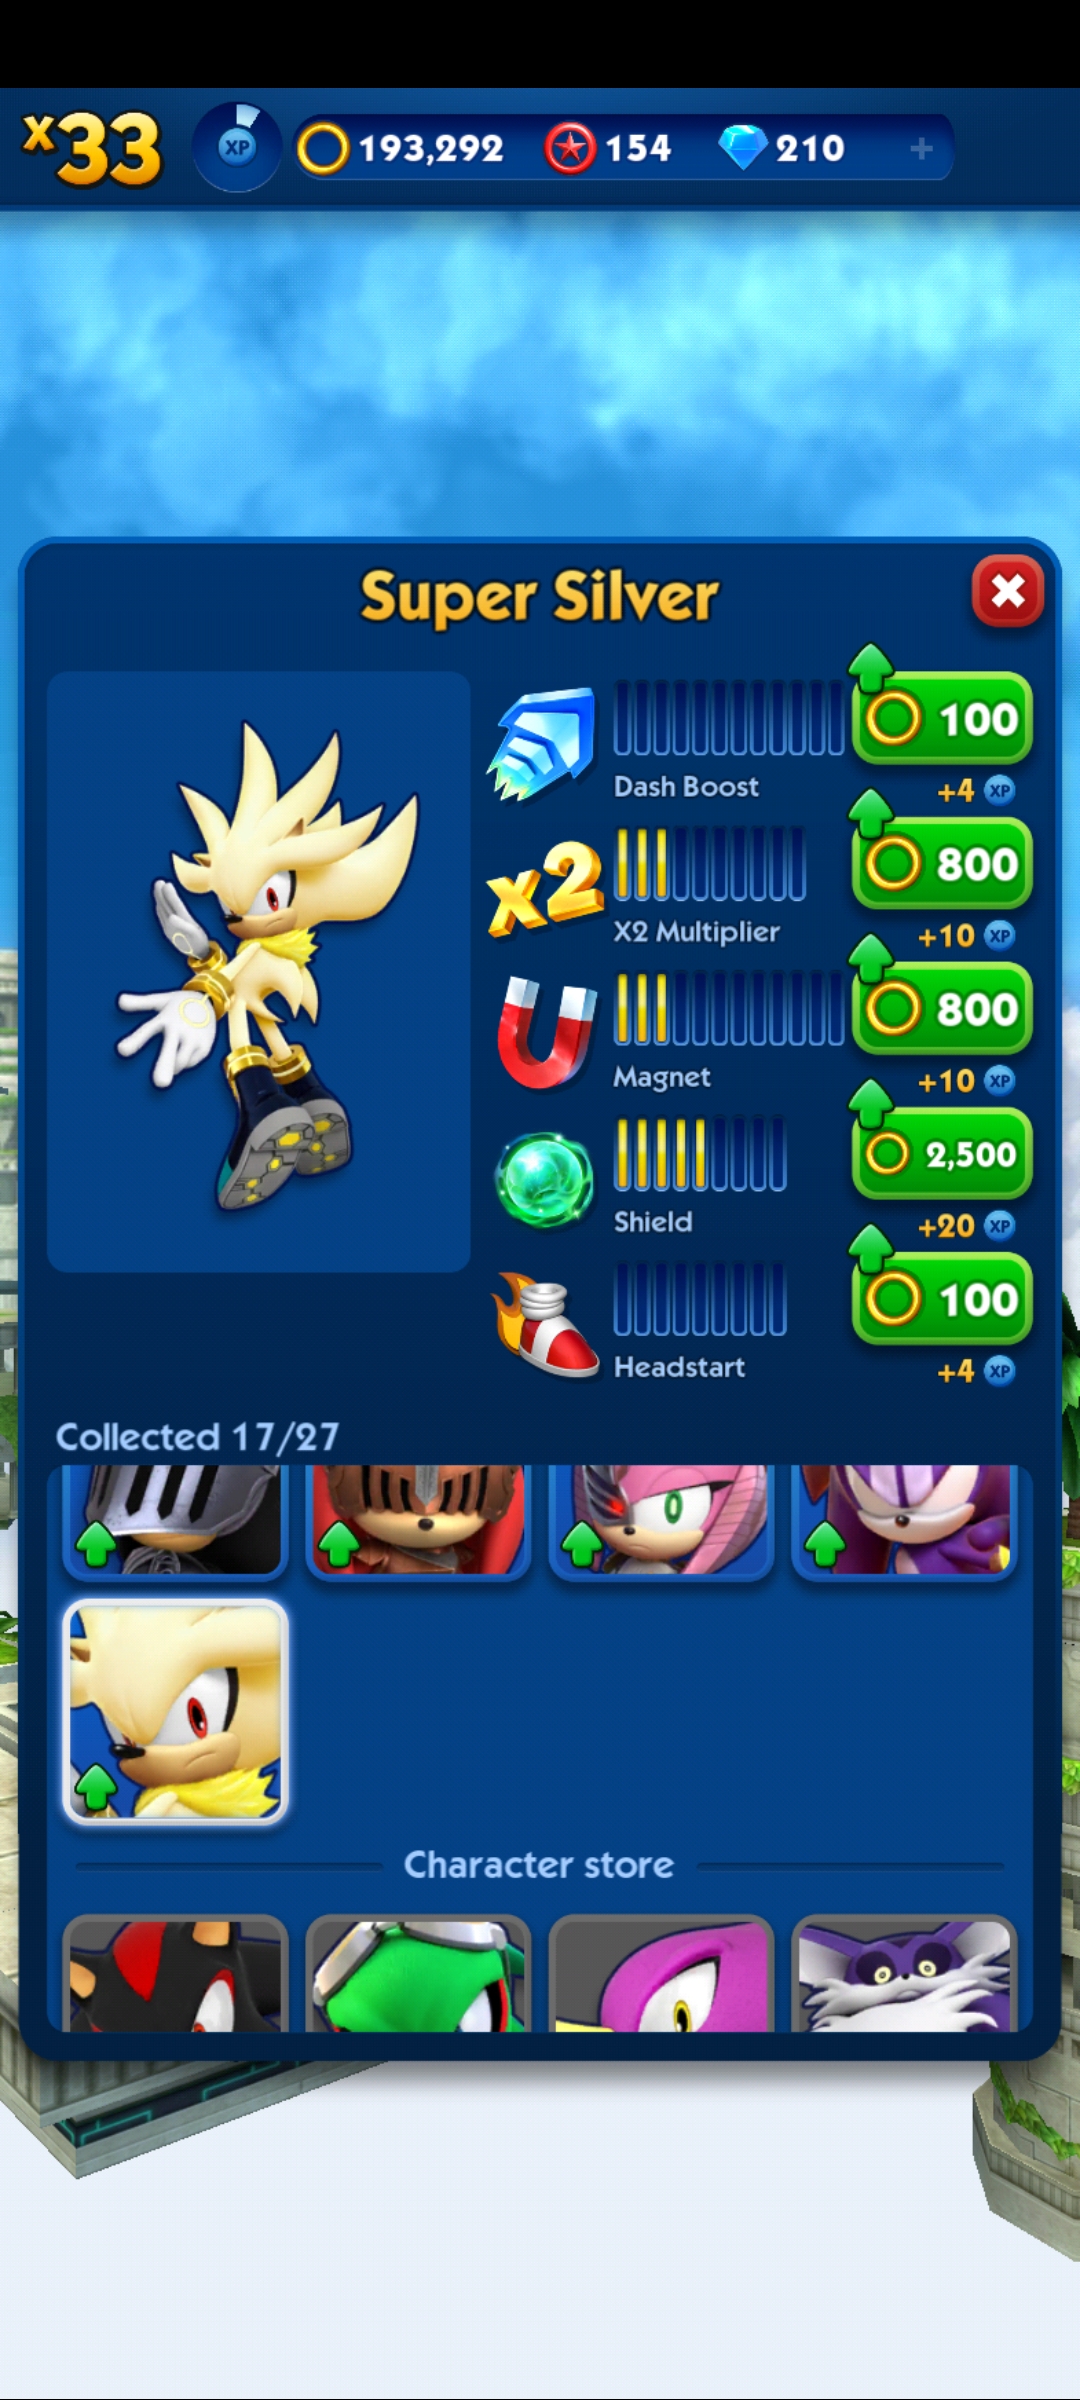 x33 XP 193,292 154 210 +
Super Silver
100
Dash Boost
+4 XP
x2
800
X2 Multiplier
+10 XP
800
Magnet
+10 XP
2,500
Shield
+20 XP
100
Headstart
+4 XP
Collected 17/27
Character store